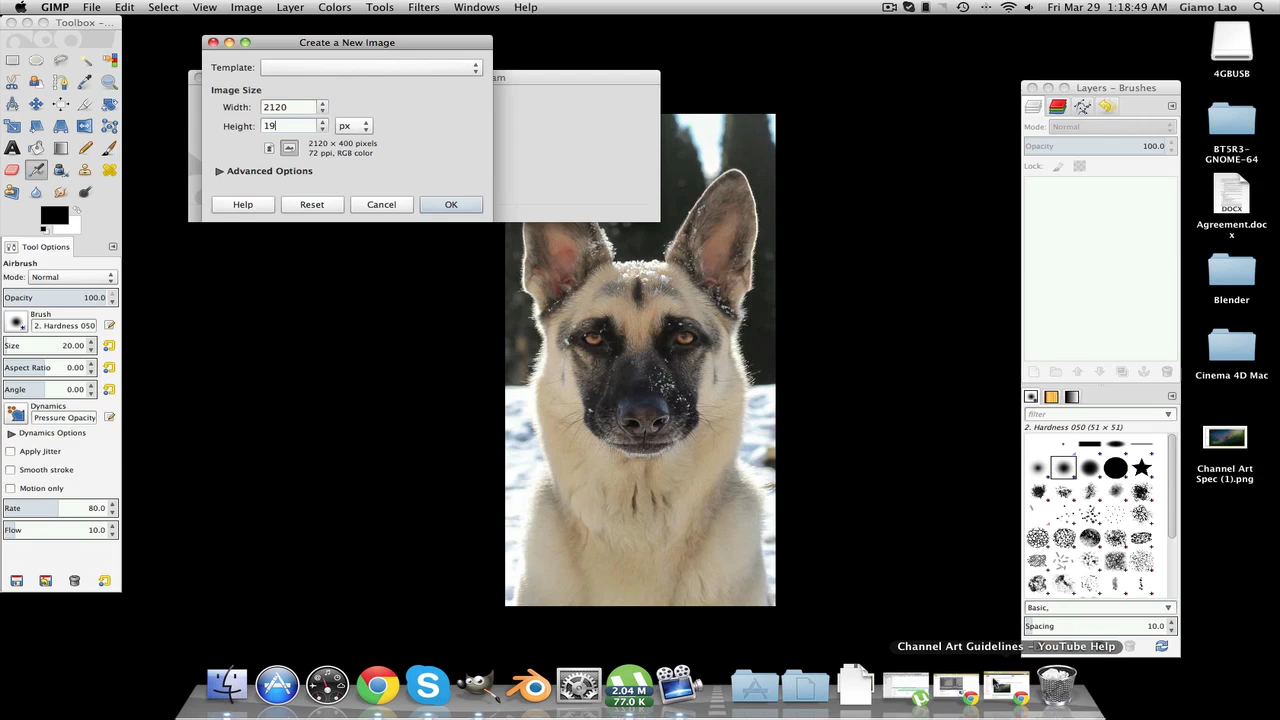 GIMP File Edit Select View Image Layer Colors Tools Filters Windows Help
Fri Mar 29 1:18:49 AM Giamo Lao
Toolbox -...
Create a New Image
Template:
Image Size
Width: 2120
Height: 19 px
2120 × 400 pixels
72 ppi, RGB color
Advanced Options
Help Reset Cancel OK
Tool Options
Airbrush
Mode: Normal
Opacity 100.0
Brush
2. Hardness 050
Size 20.00
Aspect Ratio 0.00
Angle 0.00
Dynamics
Pressure Opacity
Dynamics Options
Apply Jitter
Smooth stroke
Motion only
Rate 80.0
Flow 10.0
Layers - Brushes
Mode: Normal
Opacity 100.0
Lock:
filter
2. Hardness 050 (51 × 51)
Basic,
Spacing 10.0
4GBUSB
BT5R3-
GNOME-64
DOCX
Agreement.doc
x
Blender
Cinema 4D Mac
Channel Art
Spec (1).png
Channel Art Guidelines – YouTube Help
2.04 M
77.0 K